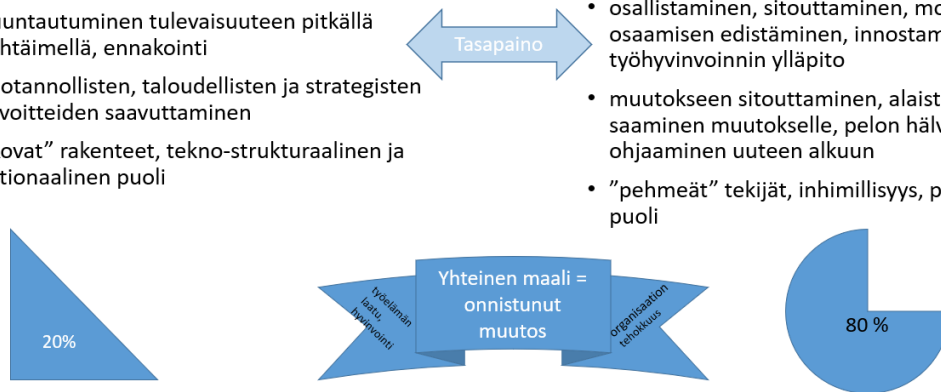 untautuminen tulevaisuuteen pitkällä
htäimellä, ennakointi
otannollisten, taloudellisten ja strategisten
voitteiden saavuttaminen
ovat” rakenteet, tekno-strukturaalinen ja
tionaalinen puoli
Tasapaino
• osallistaminen, sitouttaminen, mo
osaamisen edistäminen, innostam
työhyvinvoinnin ylläpito
• muutokseen sitouttaminen, alaist
saaminen muutokselle, pelon hälv
ohjaaminen uuteen alkuun
• ”pehmeät” tekijät, inhimillisyys, p
puoli
20%
työelämän
laatu,
hyvinvointi
Yhteinen maali =
onnistunut
muutos
organisaation
tehokkuus
80 %